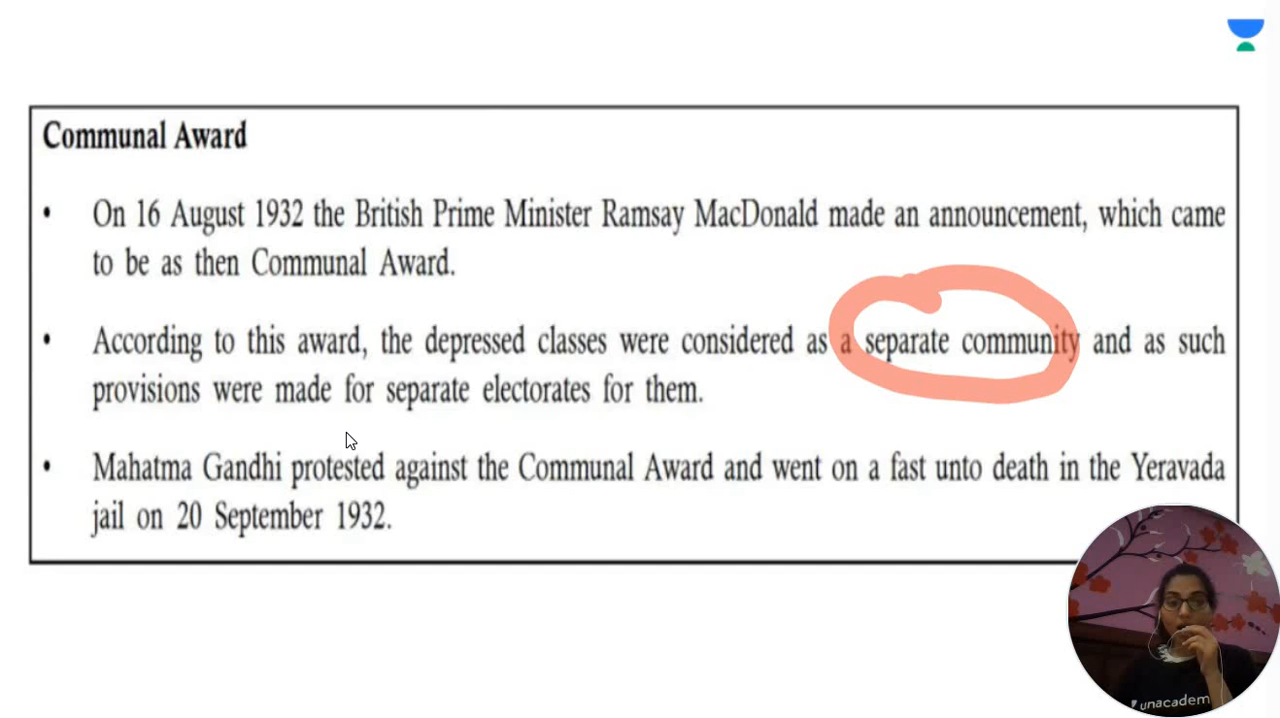 Communal Award
• On 16 August 1932 the British Prime Minister Ramsay MacDonald made an announcement, which came
to be as then Communal Award.
• According to this award, the depressed classes were considered as a separate community and as such
provisions were made for separate electorates for them.
• Mahatma Gandhi protested against the Communal Award and went on a fast unto death in the Yeravada
jail on 20 September 1932.
unacadem